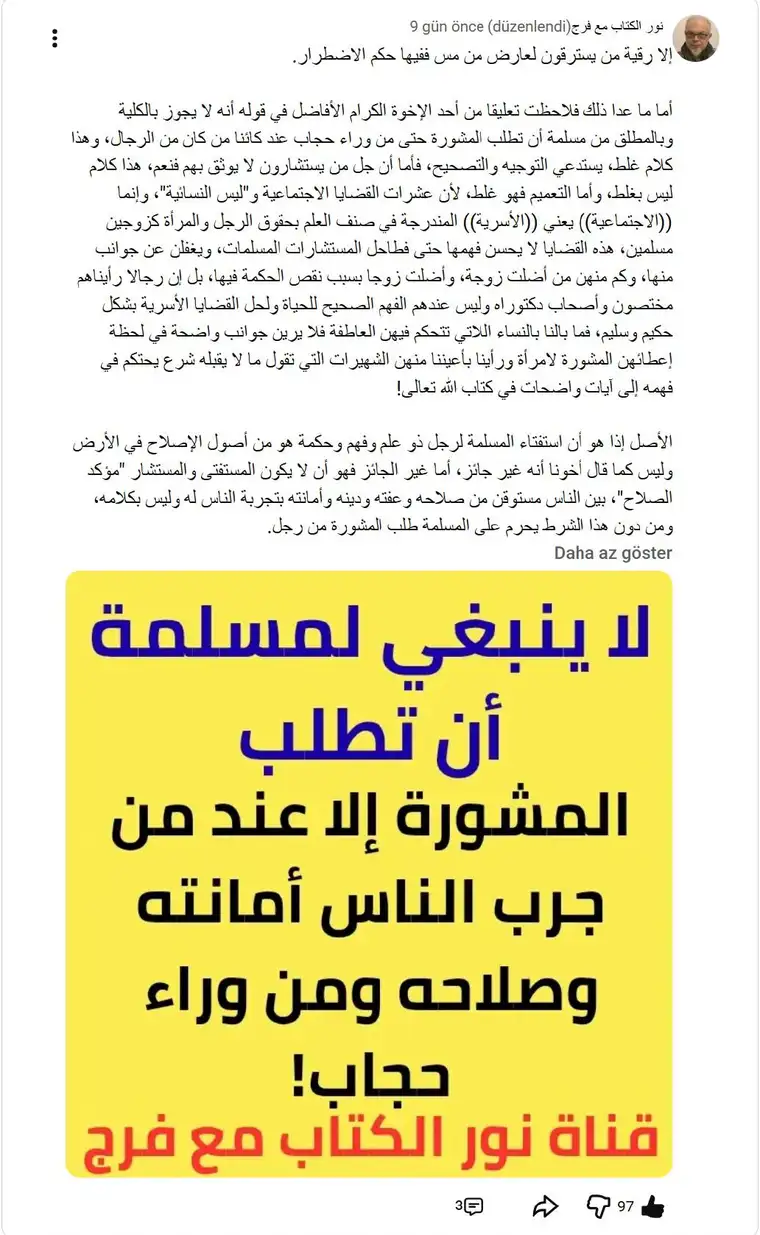 نور الكتاب مع فرج(düzenlendi) 9 gün önce
إلا رقية من يسترقون لعارض من مس ففيها حكم الاضطرار.
أما ما عدا ذلك فلاحظت تعليقا من أحد الإخوة الكرام الأفاضل في قوله أنه لا يجوز بالكلية
وبالمطلق من مسلمة أن تطلب المشورة حتى من وراء حجاب عند كائنا من كان من الرجال، وهذا
كلام غلط، يستدعي التوجيه والتصحيح، فأما أن جل من يستشارون لا يوثق بهم فنعم، هذا كلام
ليس بغلط، وأما التعميم فهو غلط، لأن عشرات القضايا الاجتماعية و"ليس النسائية"، وإنما
((الاجتماعية)) يعني ((الأسرية)) المندرجة في صنف العلم بحقوق الرجل والمرأة كزوجين
مسلمين، هذه القضايا لا يحسن فهمها حتى فطاحل المستشارات المسلمات، ويغفلن عن جوانب
منها، وكم منهن من أضلت زوجة، وأضلت زوجا بسبب نقص الحكمة فيها، بل إن رجالا رأيناهم
مختصون وأصحاب دكتوراه وليس عندهم الفهم الصحيح للحياة ولحل القضايا الأسرية بشكل
حكيم وسليم، فما بالنا بالنساء اللاتي تتحكم فيهن العاطفة فلا يرين جوانب واضحة في لحظة
إعطائهن المشورة لامرأة ورأينا بأعيننا منهن الشهيرات التي تقول ما لا يقبله شرع يحتكم في
فهمه إلى آيات واضحات في كتاب الله تعالى!
الأصل إذا هو أن استفتاء المسلمة لرجل ذو علم وفهم وحكمة هو من أصول الإصلاح في الأرض
وليس كما قال أخونا أنه غير جائز، أما غير الجائز فهو أن لا يكون المستفتى والمستشار "مؤكد
الصلاح"، بين الناس مستوقن من صلاحه وعفته ودينه وأمانته بتجربة الناس له وليس بكلامه،
ومن دون هذا الشرط يحرم على المسلمة طلب المشورة من رجل.
Daha az göster
لا ينبغي لمسلمة
أن تطلب
المشورة إلا عند من
جرب الناس أمانته
وصلاحه ومن وراء
حجاب!
قناة نور الكتاب مع فرج
97
3